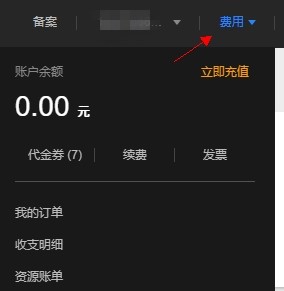 备案 费用
账户余额 立即充值
0.00 元
代金券 (7) 续费 发票
我的订单
收支明细
资源账单